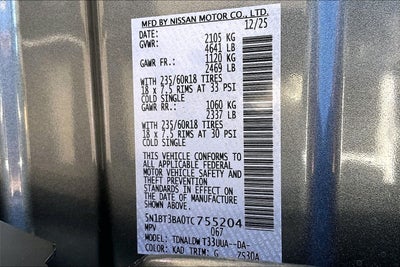 MFD BY NISSAN MOTOR CO., LTD.
DATE: 12/25
GVWR: 2105 KG
4641 LB
GAWR FR.: 1120 KG
2469 LB
WITH 235/60R18 TIRES
18 x 7.5 RIMS AT 33 PSI
COLD SINGLE
GAWR RR.: 1060 KG
2337 LB
WITH 235/60R18 TIRES
18 x 7.5 RIMS AT 30 PSI
COLD SINGLE
THIS VEHICLE CONFORMS TO
ALL APPLICABLE FEDERAL
MOTOR VEHICLE SAFETY AND
THEFT PREVENTION
STANDARDS IN EFFECT ON
THE DATE OF MANUFACTURE
SHOWN ABOVE.
5N1BT3BA0TC755204
MPV 067
MODEL: TDNALDWT33UUA--DA-
COLOR: KAD TRIM: G 7530A